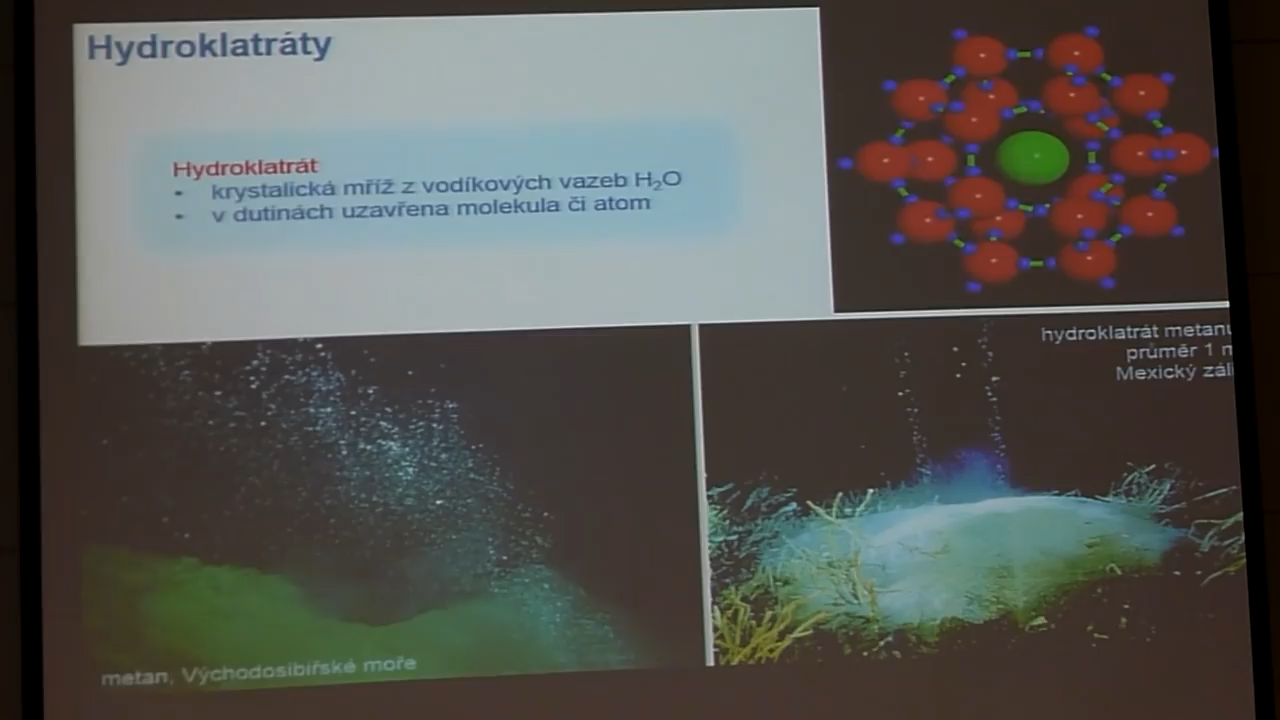 Hydroklatráty
Hydroklatrát
• krystalická mříž z vodíkových vazeb H₂O
• v dutinách uzavřena molekula či atom
hydroklatrát metanu
průměr 1
Mexický
metan, Východosibiřské moře